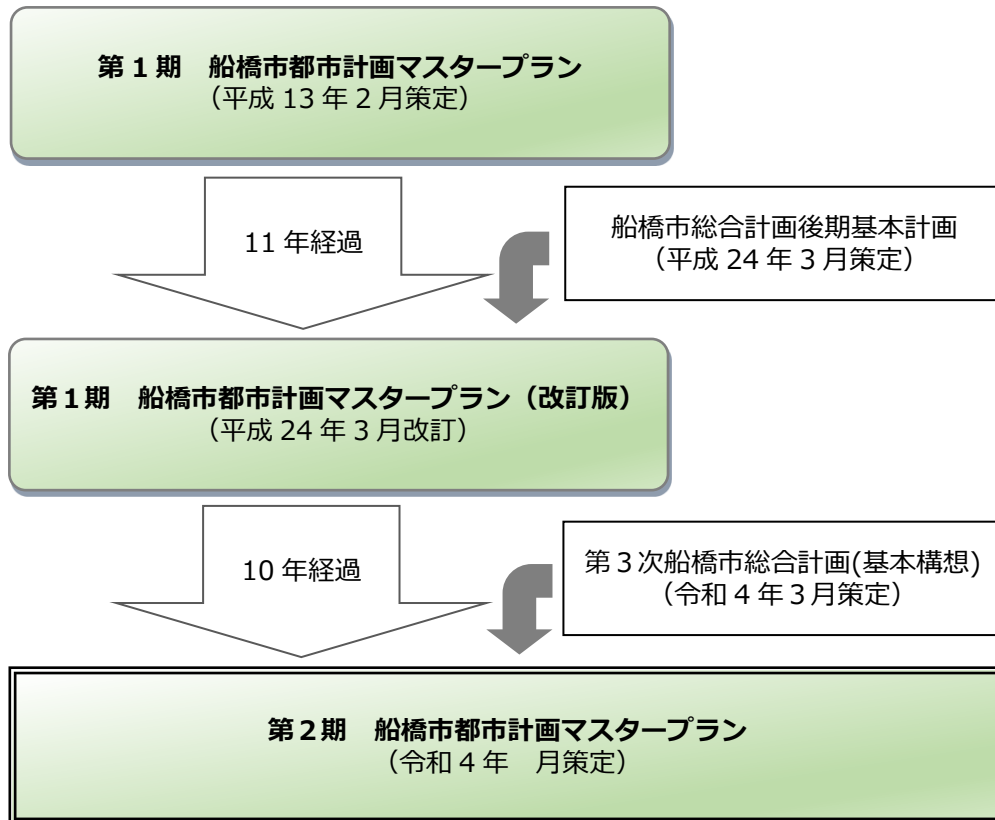 第1期　船橋市都市計画マスタープラン
（平成 13 年 2 月策定）
11 年経過
船橋市総合計画後期基本計画
（平成 24 年 3 月策定）
第１期　船橋市都市計画マスタープラン（改訂版）
（平成 24 年 3 月改訂）
10 年経過
第３次船橋市総合計画(基本構想)
（令和 4 年３月策定）
第２期　船橋市都市計画マスタープラン
（令和 4 年　月策定）